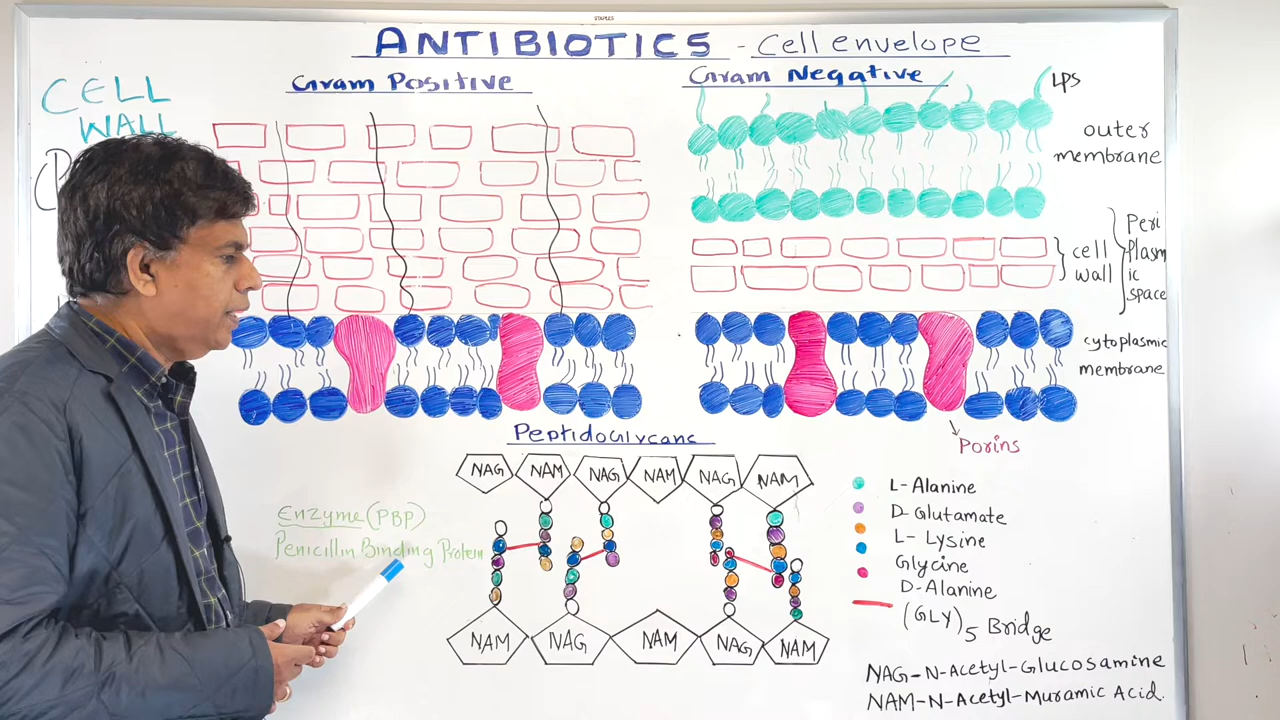 STAPLES
ANTIBIOTICS - Cell envelope
CELL
WALL
Gram Positive
Gram Negative
LPS
outer
membrane
cell
wall
Peri
plasm
ic
space
cytoplasmic
membrane
Porins
Peptidoglycans
NAG NAM NAG NAM NAG NAM
Enzyme (PBP)
Penicillin Binding Protein
NAM NAG NAM NAG NAM
L-Alanine
D-Glutamate
L-Lysine
Glycine
D-Alanine
(GLY)5 Bridge
NAG-N-Acetyl-Glucosamine
NAM-N-Acetyl-Muramic Acid.